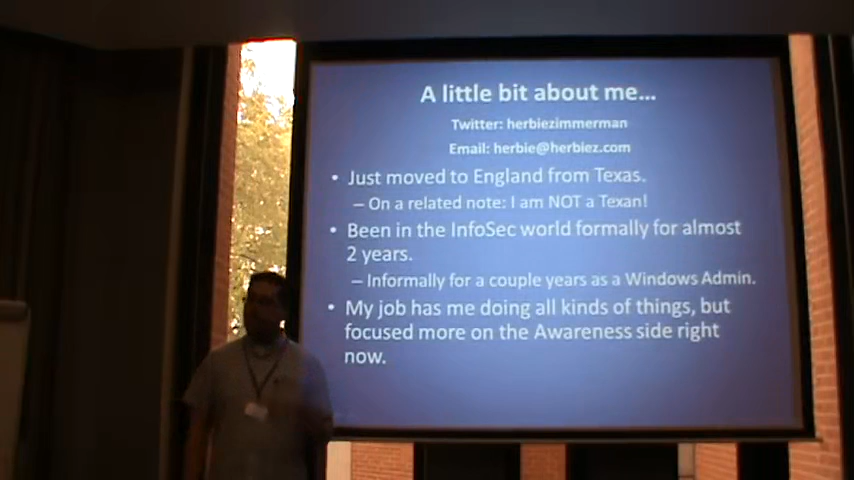 A little bit about me...
Twitter: herbiezimmerman
Email: herbie@herbiez.com
• Just moved to England from Texas.
– On a related note: I am NOT a Texan!
• Been in the InfoSec world formally for almost
2 years.
– Informally for a couple years as a Windows Admin.
• My job has me doing all kinds of things, but
focused more on the Awareness side right
now.